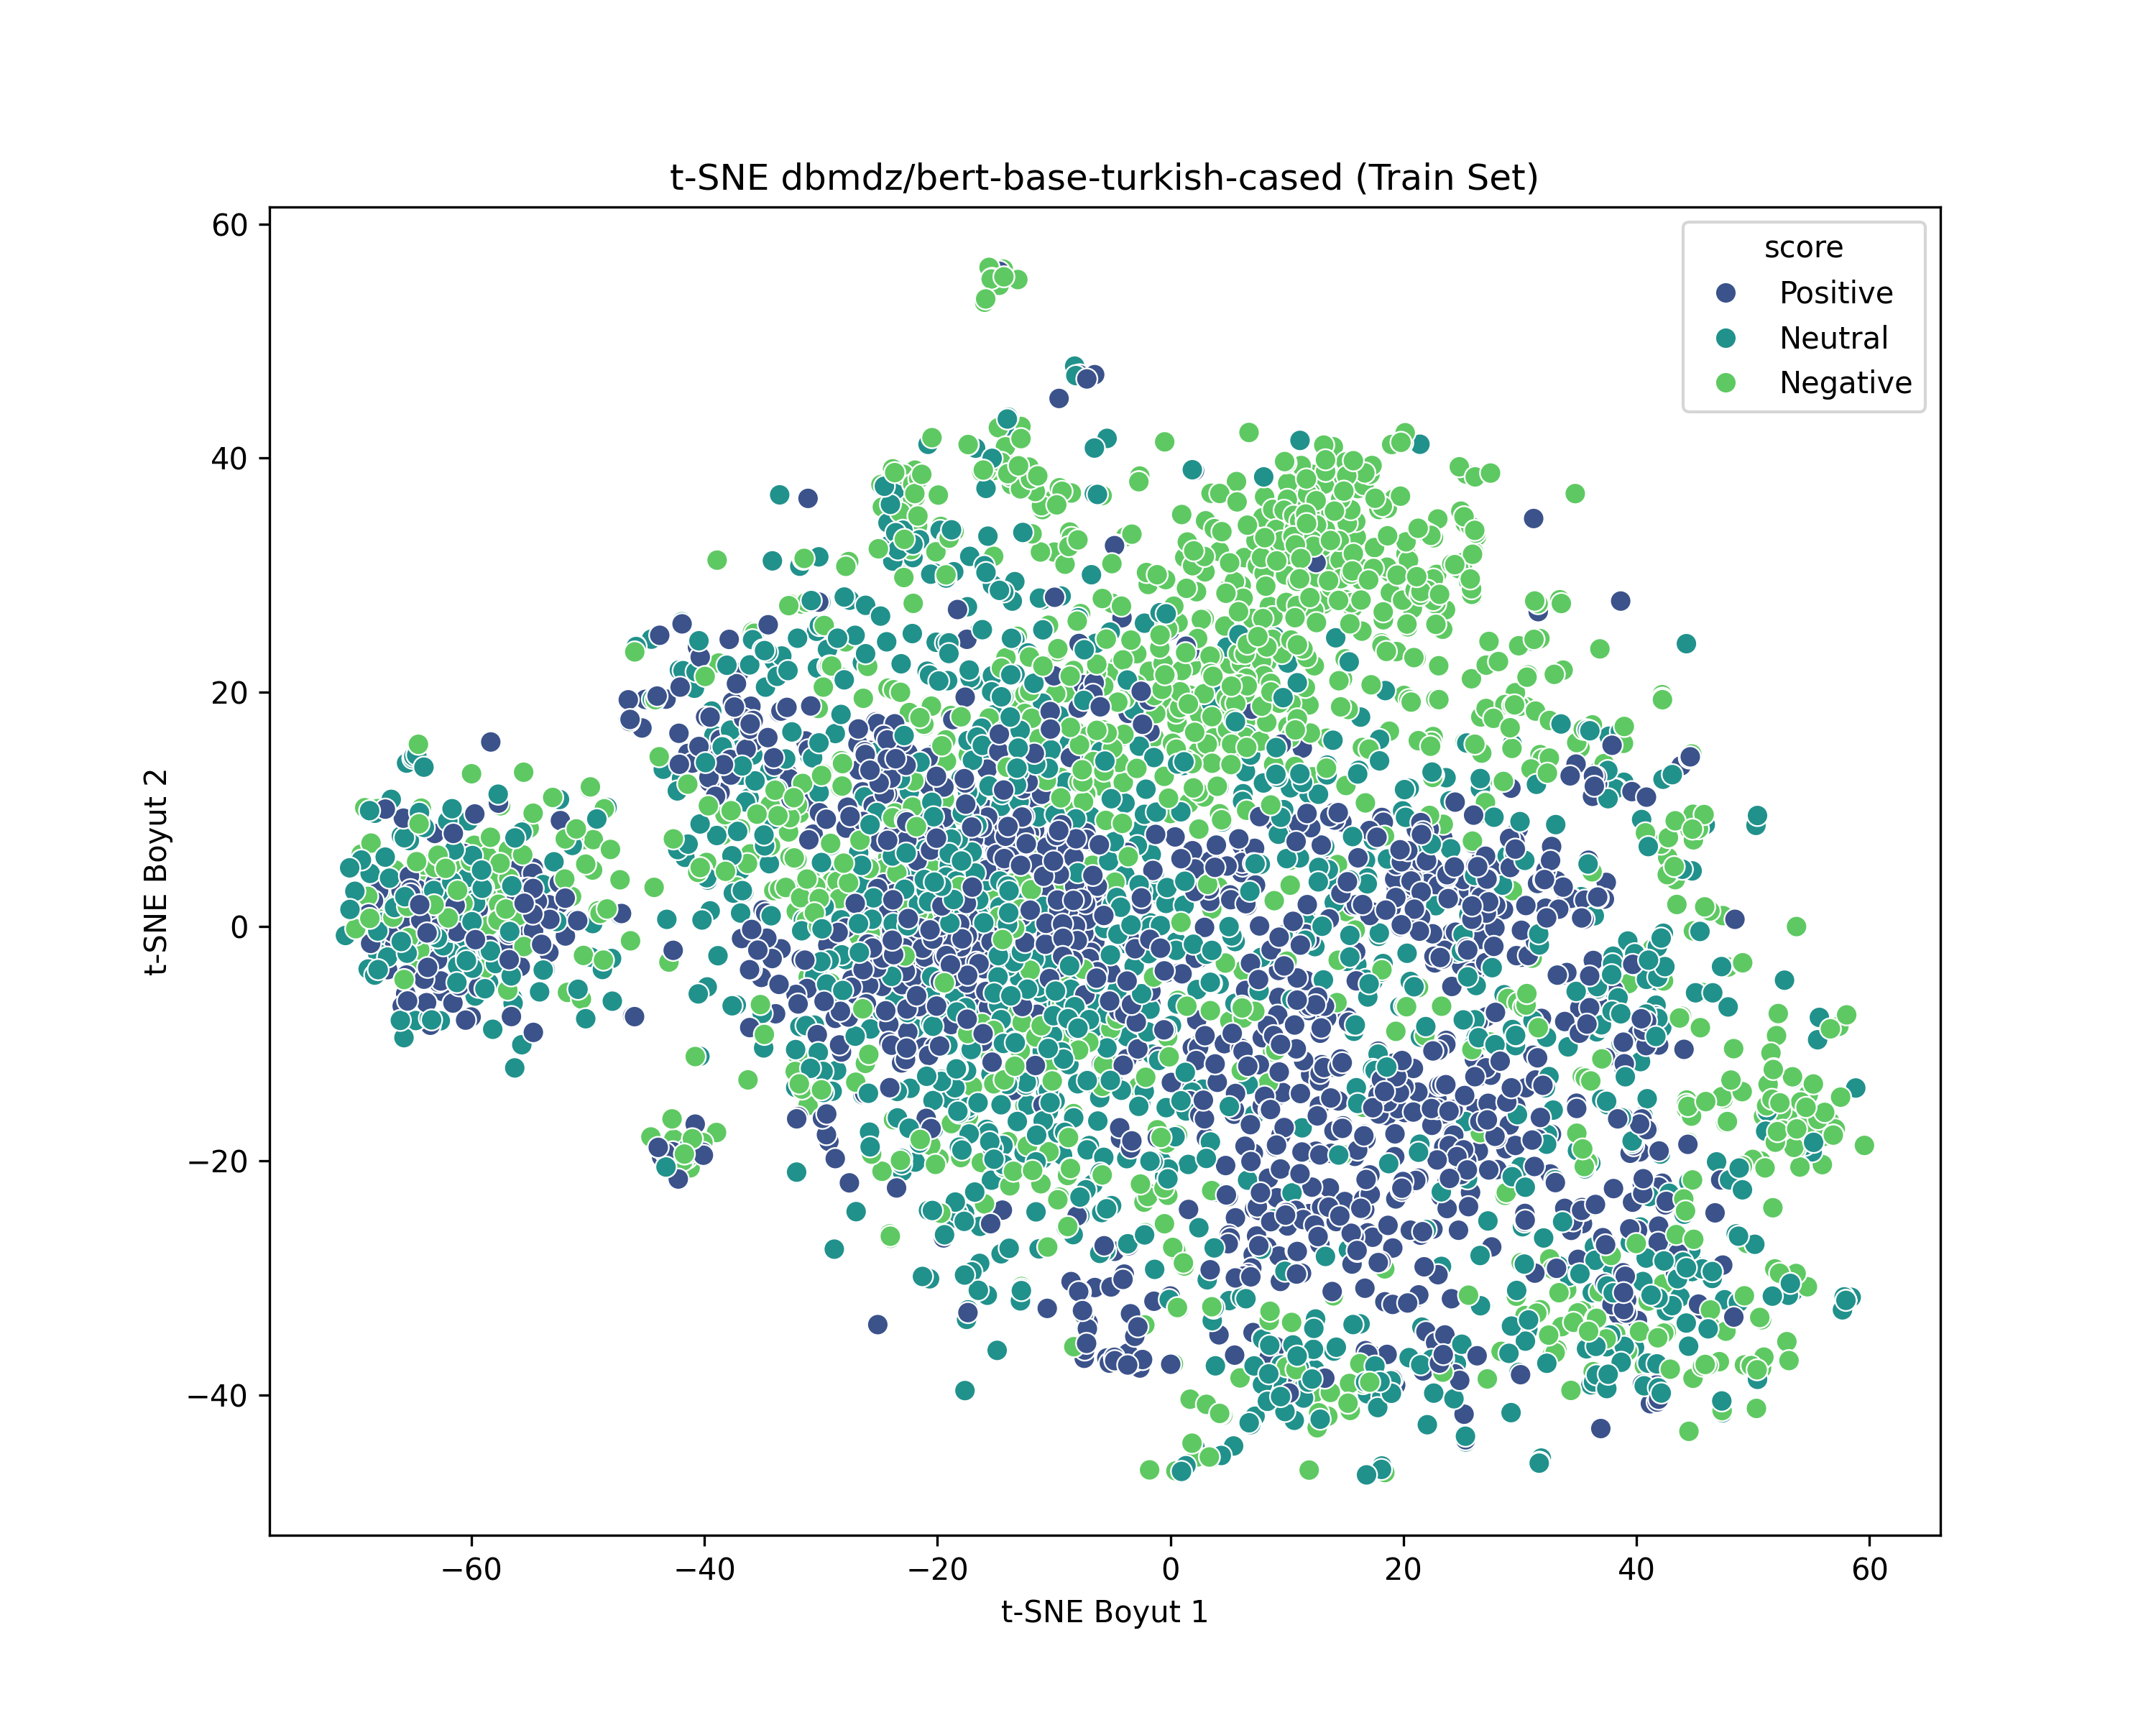 t-SNE dbmdz/bert-base-turkish-cased (Train Set)
score
Positive
Neutral
Negative
60
40
20
0
−20
−40
t-SNE Boyut 2
−60
−40
−20
0
20
40
60
t-SNE Boyut 1